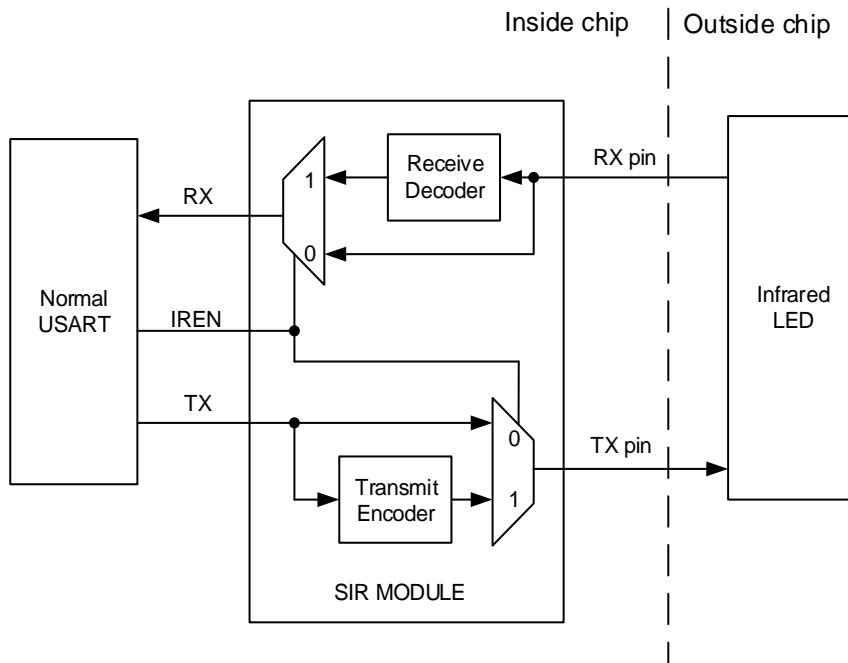 Inside chip
Outside chip
Normal
USART
RX
IREN
TX
1
0
Receive
Decoder
RX pin
Infrared
LED
0
1
Transmit
Encoder
TX pin
SIR MODULE